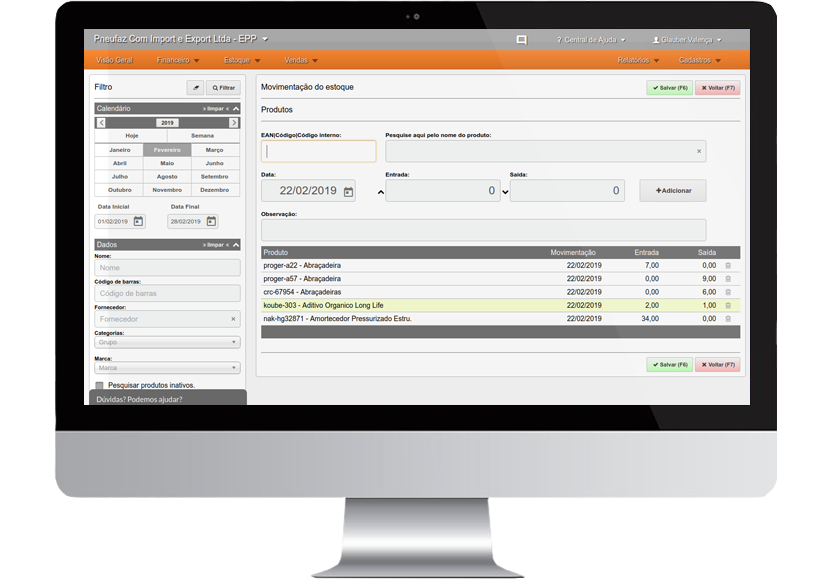 Pneufaz Com Import e Export Ltda - EPP
? Central de Ajuda
Glauber Valença
Visão Geral Financeiro Estoque Vendas Relatórios Cadastros
Filtro
Filtrar
Calendário » limpar «
2019
Hoje Semana
Janeiro Fevereiro Março
Abril Maio Junho
Julho Agosto Setembro
Outubro Novembro Dezembro
Data Inicial Data Final
01/02/2019 28/02/2019
Dados » limpar «
Nome:
Nome
Código de barras:
Código de barras
Fornecedor:
Fornecedor ×
Categorias:
Grupo
Marca:
Marca
Pesquisar produtos inativos.
Dúvidas? Podemos ajudar?
Movimentação do estoque
Salvar (F6) Voltar (F7)
Produtos
EAN|Código|Código interno: Pesquise aqui pelo nome do produto:
×
Data: Entrada: Saída:
22/02/2019 0 0 +Adicionar
Observação:
Produto Movimentação Entrada Saída
proger-a22 - Abraçadeira 22/02/2019 7,00 0,00
proger-a57 - Abraçadeira 22/02/2019 0,00 9,00
crc-67954 - Abraçadeiras 22/02/2019 0,00 6,00
koube-303 - Aditivo Organico Long Life 22/02/2019 2,00 1,00
nak-hg32871 - Amortecedor Pressurizado Estru. 22/02/2019 34,00 0,00
Salvar (F6) Voltar (F7)